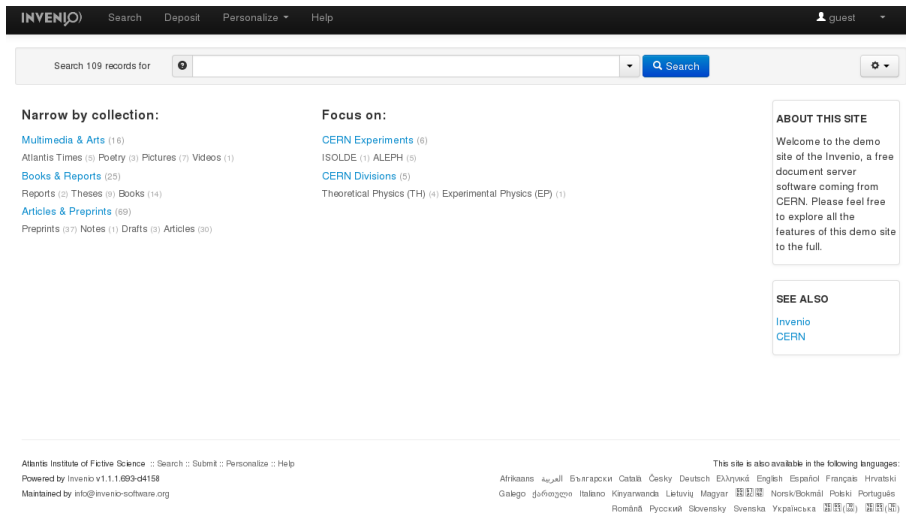 INVENIO Search Deposit Personalize Help guest
Search 109 records for
Search
Narrow by collection:
Multimedia & Arts (16)
Atlantis Times (5) Poetry (3) Pictures (7) Videos (1)
Books & Reports (25)
Reports (2) Theses (9) Books (14)
Articles & Preprints (69)
Preprints (37) Notes (1) Drafts (3) Articles (30)
Focus on:
CERN Experiments (6)
ISOLDE (1) ALEPH (5)
CERN Divisions (5)
Theoretical Physics (TH) (4) Experimental Physics (EP) (1)
ABOUT THIS SITE
Welcome to the demo
site of the Invenio, a free
document server
software coming from
CERN. Please feel free
to explore all the
features of this demo site
to the full.
SEE ALSO
Invenio
CERN
Atlantis Institute of Fictive Science :: Search :: Submit :: Personalize :: Help
Powered by Invenio v1.1.1.693-d4158
Maintained by info@invenio-software.org
This site is also available in the following languages:
Afrikaans العربية Български Català Česky Deutsch Ελληνικά English Español Français Hrvatski
Galego ქართული Italiano Kinyarwanda Lietuvių Magyar Norsk/Bokmål Polski Português
Română Русский Slovensky Svenska Українська